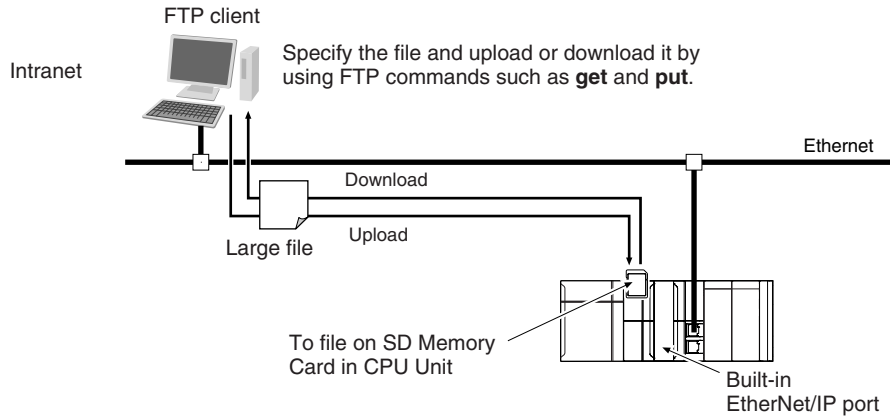 FTP client
Intranet
Specify the file and upload or download it by
using FTP commands such as get and put.
Ethernet
Download
Upload
Large file
To file on SD Memory
Card in CPU Unit
Built-in
EtherNet/IP port